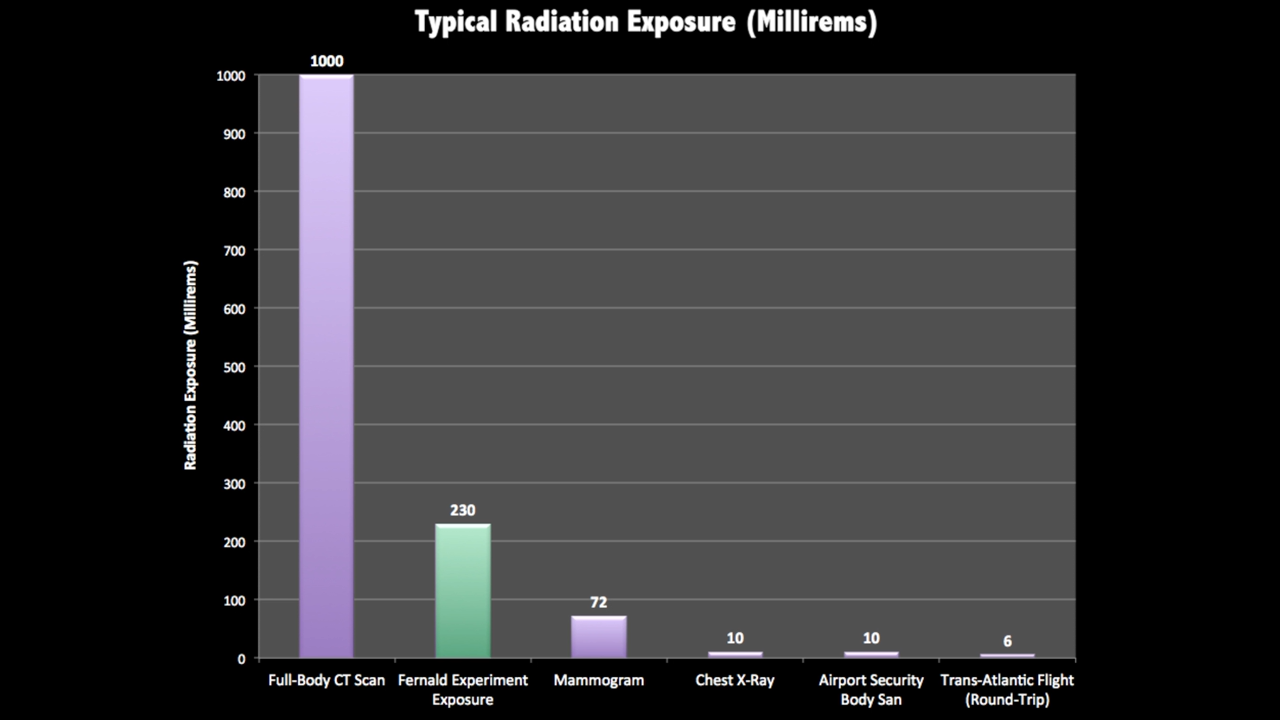 Typical Radiation Exposure (Millirems)
1000
1000
900
800
700
600
500
400
300
200
100
0
Radiation Exposure (Millirems)
230
72
10
10
6
Full-Body CT Scan
Fernald Experiment
Exposure
Mammogram
Chest X-Ray
Airport Security
Body San
Trans-Atlantic Flight
(Round-Trip)